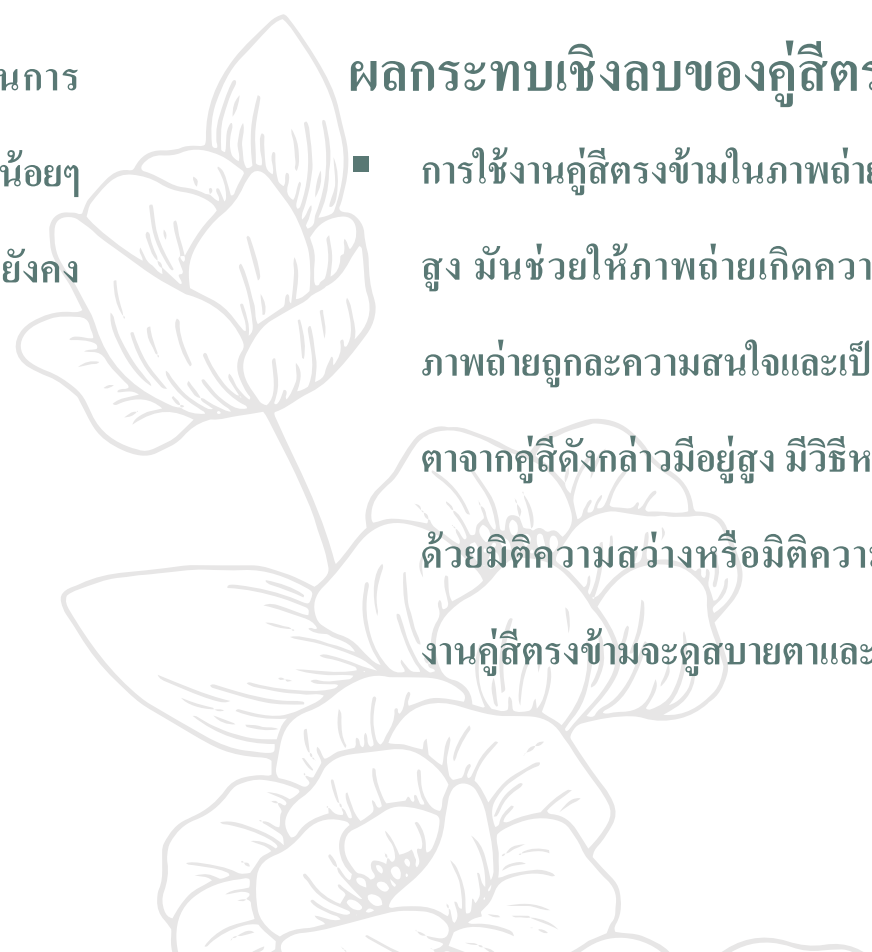 นการ
น้อยๆ
ยังคง
ผลกระทบเชิงลบของคู่สีตร
การใช้งานคู่สีตรงข้ามในภาพถ่าย
สูง มันช่วยให้ภาพถ่ายเกิดควา
ภาพถ่ายถูกละความสนใจและเป็
ตาจากคู่สีดังกล่าวมีอยู่สูง มีวิธีห
ด้วยมิติความสว่างหรือมิติความ
งานคู่สีตรงข้ามจะดูสบายตาและ